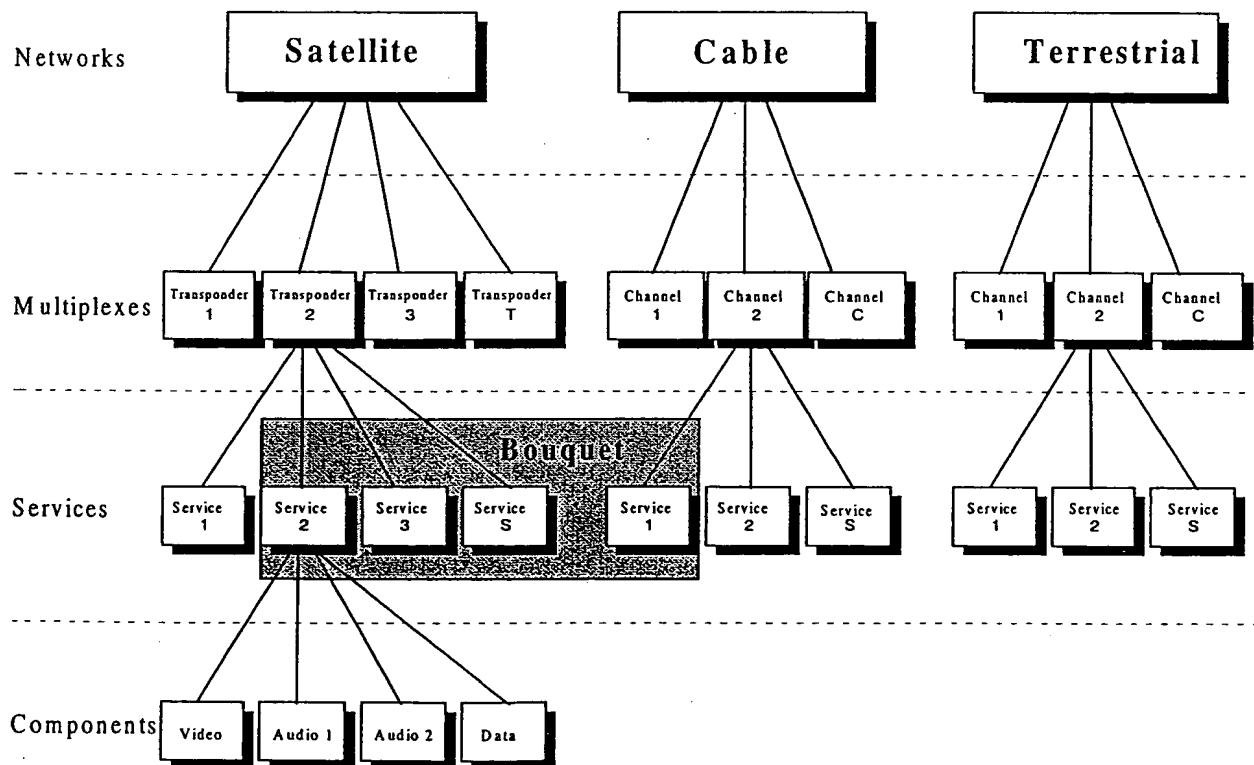 Networks
Satellite
Cable
Terrestrial
Multiplexes
Transponder
1
Transponder
2
Transponder
3
Transponder
T
Channel
1
Channel
2
Channel
C
Channel
1
Channel
2
Channel
C
Bouquet
Services
Service
1
Service
2
Service
3
Service
S
Service
1
Service
2
Service
S
Service
1
Service
2
Service
S
Components
Video
Audio 1
Audio 2
Data